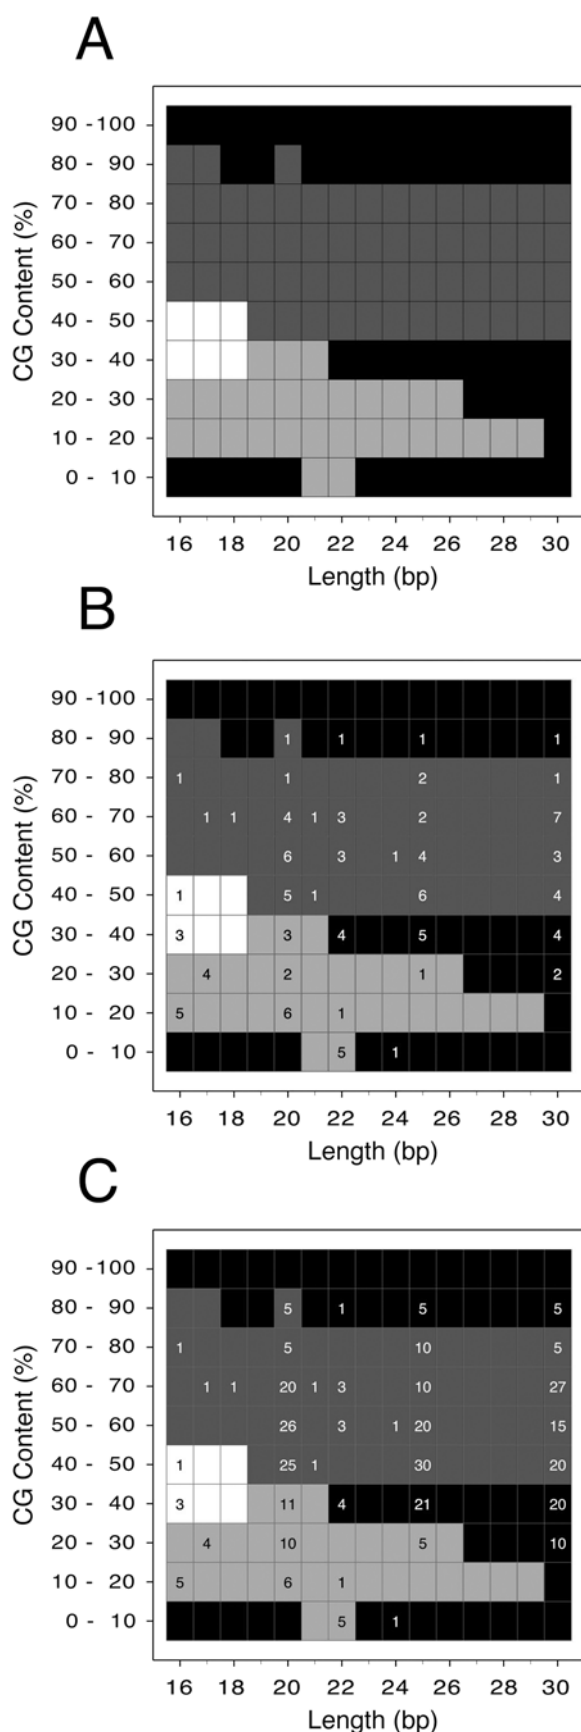 A
CG Content (%)
90 - 100
80 - 90
70 - 80
60 - 70
50 - 60
40 - 50
30 - 40
20 - 30
10 - 20
0 - 10
16 18 20 22 24 26 28 30
Length (bp)
B
CG Content (%)
90 - 100
80 - 90 1 1 1 1
70 - 80 1 1 2 1
60 - 70 1 1 4 1 3 2 7
50 - 60 6 3 1 4 3
40 - 50 1 5 1 6 4
30 - 40 3 3 4 5 4
20 - 30 4 2 1 2
10 - 20 5 6 1
0 - 10 5 1
16 18 20 22 24 26 28 30
Length (bp)
C
CG Content (%)
90 - 100
80 - 90 5 1 5 5
70 - 80 1 5 10 5
60 - 70 1 1 20 1 3 10 27
50 - 60 26 3 1 20 15
40 - 50 1 25 1 30 20
30 - 40 3 11 4 21 20
20 - 30 4 10 5 10
10 - 20 5 6 1
0 - 10 5 1
16 18 20 22 24 26 28 30
Length (bp)